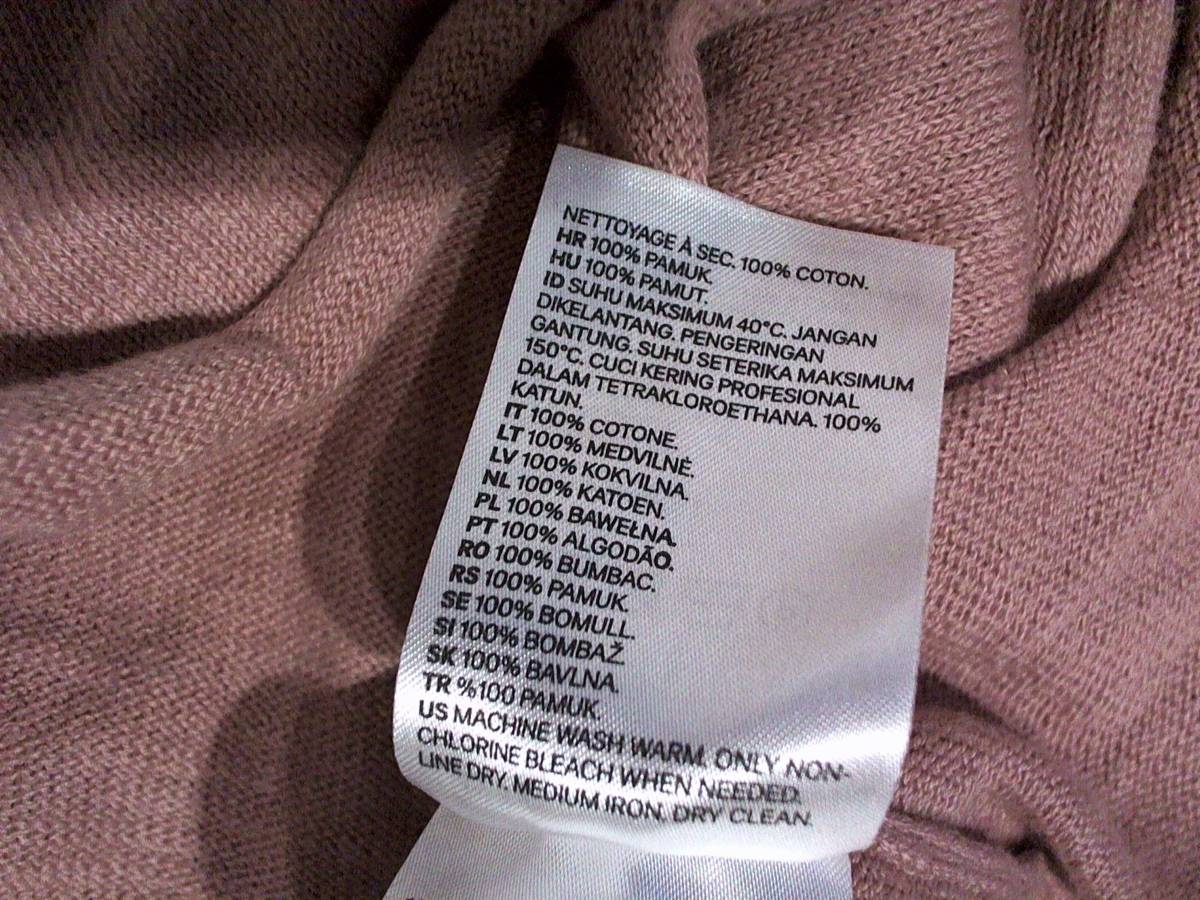 NETTOYAGE À SEC. 100% COTON.
HR 100% PAMUK
HU 100% PAMUT.
ID SUHU MAKSIMUM 40°C. JANGAN
DIKELANTANG. PENGERINGAN
GANTUNG. SUHU SETERIKA MAKSIMUM
150°C. CUCI KERING PROFESIONAL
DALAM TETRAKLOROETHANA. 100%
KATUN.
IT 100% COTONE.
LT 100% MEDVILNĖ.
LV 100% KOKVILNA.
NL 100% KATOEN.
PL 100% BAWEŁNA.
PT 100% ALGODÃO.
RO 100% BUMBAC.
RS 100% PAMUK
SE 100% BOMULL.
SI 100% BOMBAŽ.
SK 100% BAVLNA.
TR %100 PAMUK.
US MACHINE WASH WARM. ONLY NON-
CHLORINE BLEACH WHEN NEEDED.
LINE DRY. MEDIUM IRON. DRY CLEAN.